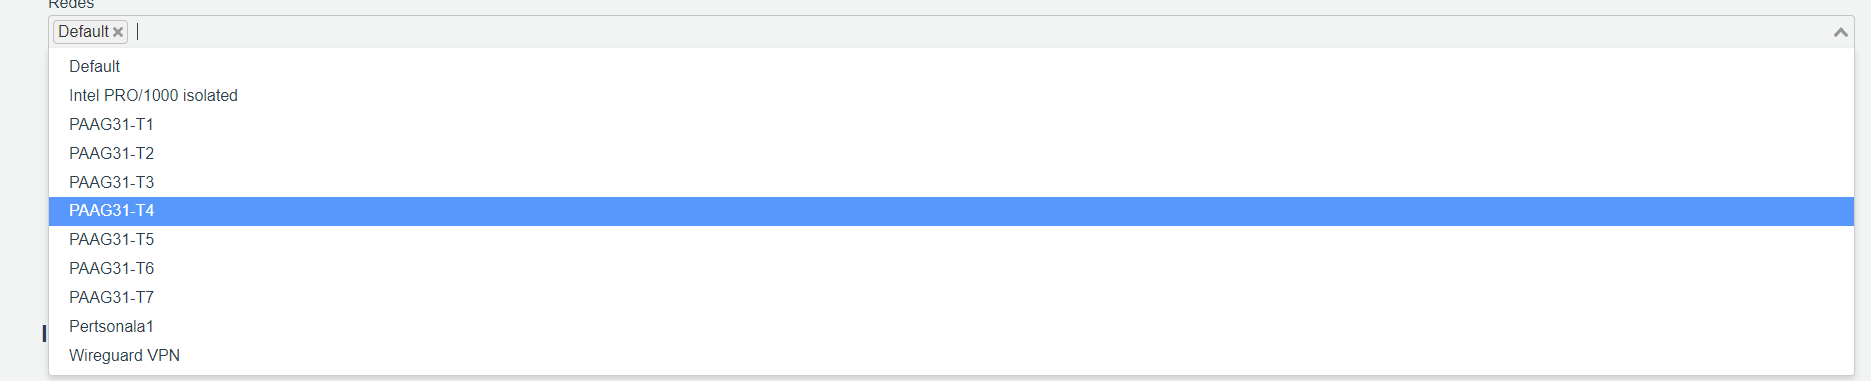 Redes
Default
Default
Intel PRO/1000 isolated
PAAG31-T1
PAAG31-T2
PAAG31-T3
PAAG31-T4
PAAG31-T5
PAAG31-T6
PAAG31-T7
Pertsonala1
Wireguard VPN